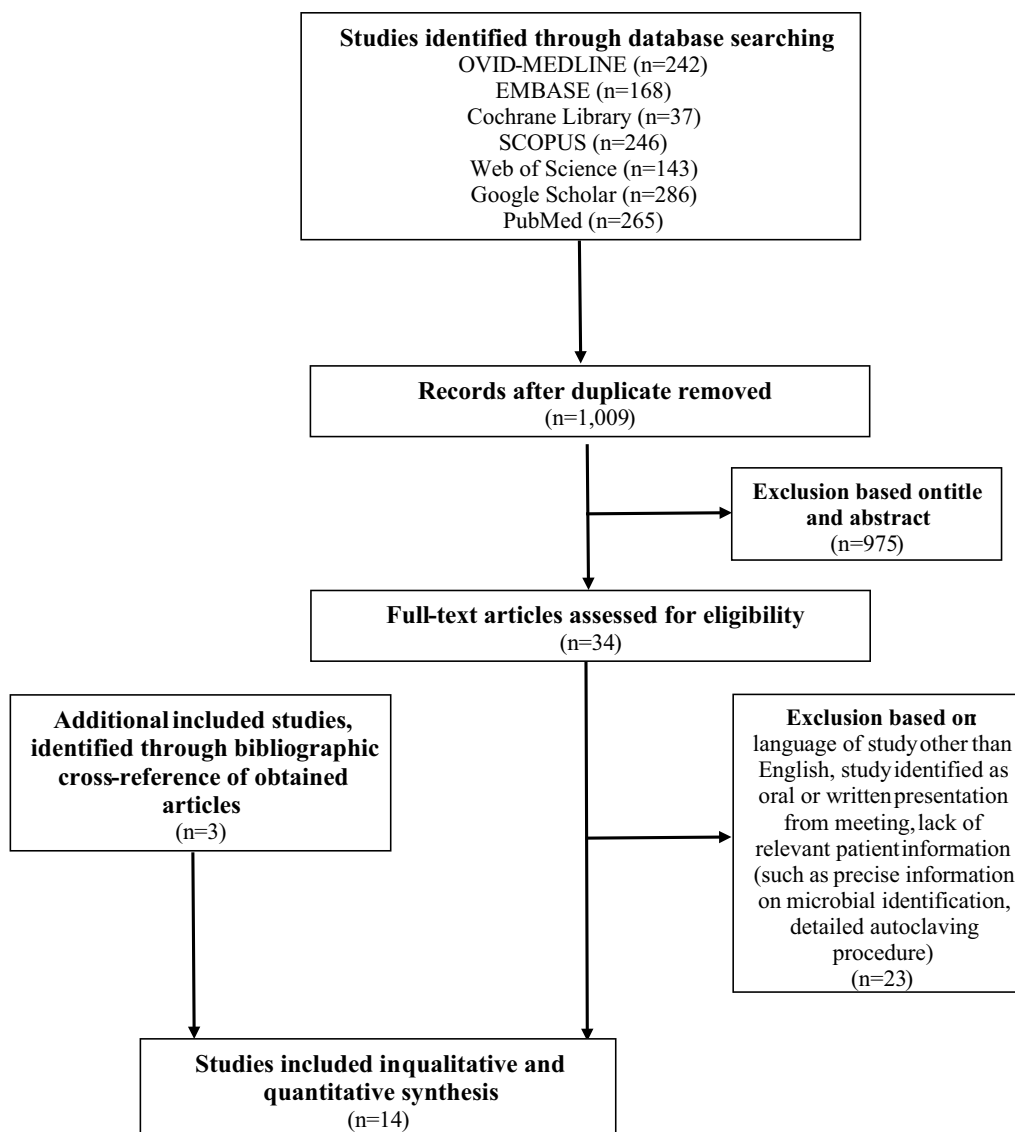 Studies identified through database searching
OVID-MEDLINE (n=242)
EMBASE (n=168)
Cochrane Library (n=37)
SCOPUS (n=246)
Web of Science (n=143)
Google Scholar (n=286)
PubMed (n=265)
Records after duplicate removed
(n=1,009)
Exclusion based ontitle
and abstract
(n=975)
Full-text articles assessed for eligibility
(n=34)
Additional included studies,
identified through bibliographic
cross-reference of obtained
articles
(n=3)
Exclusion based on:
language of study other than
English, study identified as
oral or written presentation
from meeting, lack of
relevant patient information
(such as precise information
on microbial identification,
detailed autoclaving
procedure)
(n=23)
Studies included in qualitative and
quantitative synthesis
(n=14)